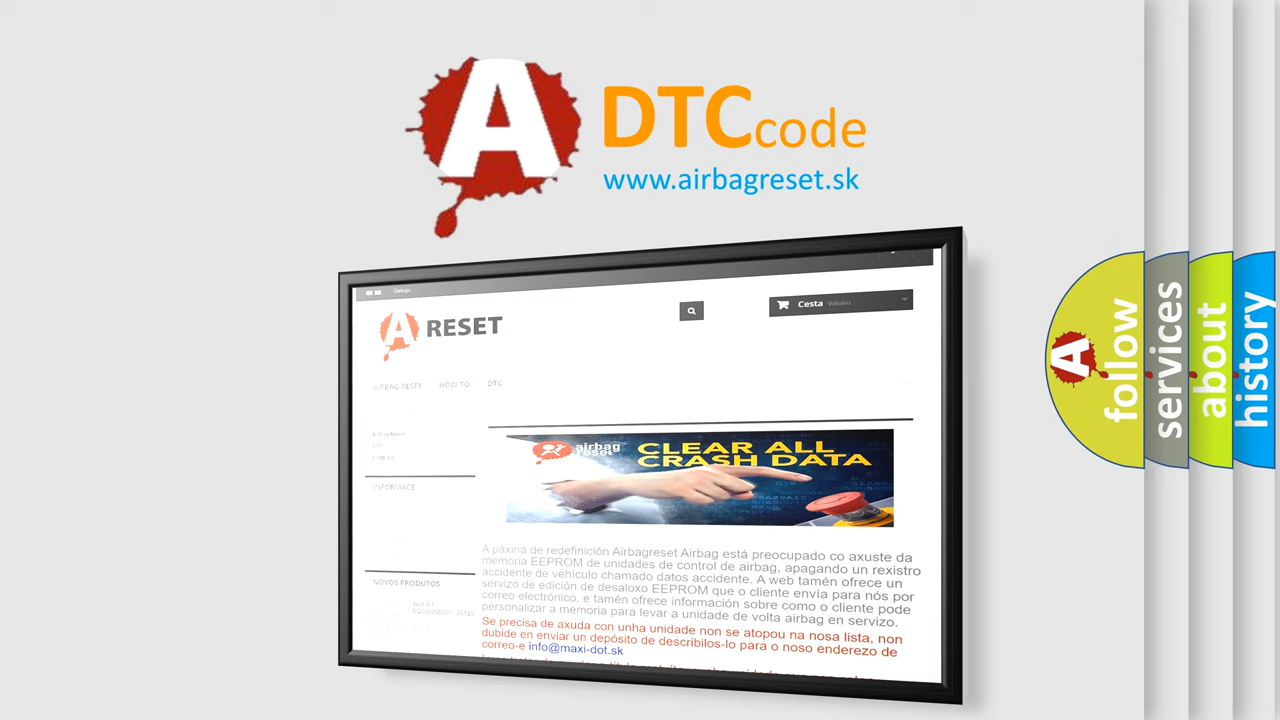 A
DTCcode
www.airbagreset.sk
Galego
A RESET
Cesta Valeiro
AIRBAG RESET HOW TO DTC
INFORMACE
airbag
reset
CLEAR ALL
CRASH DATA
A páxina de redefinición Airbagreset Airbag está preocupado co axuste da
memoria EEPROM de unidades de control de airbag, apagando un rexistro
accidente de vehículo chamado datos accidente. A web tamén ofrece un
servizo de edición de desaloxo EEPROM que o cliente envía para nós por
correo electrónico, e tamén ofrece información sobre como o cliente pode
personalizar a memoria para levar a unidade de volta airbag en servizo.
Se precisa de axuda con unha unidade non se atopou na nosa lista, non
dubide en enviar un depósito de describilos-lo para o noso enderezo de
correo-e info@maxi-dot.sk
NOVOS PRODUTOS
A
follow
services
about
history